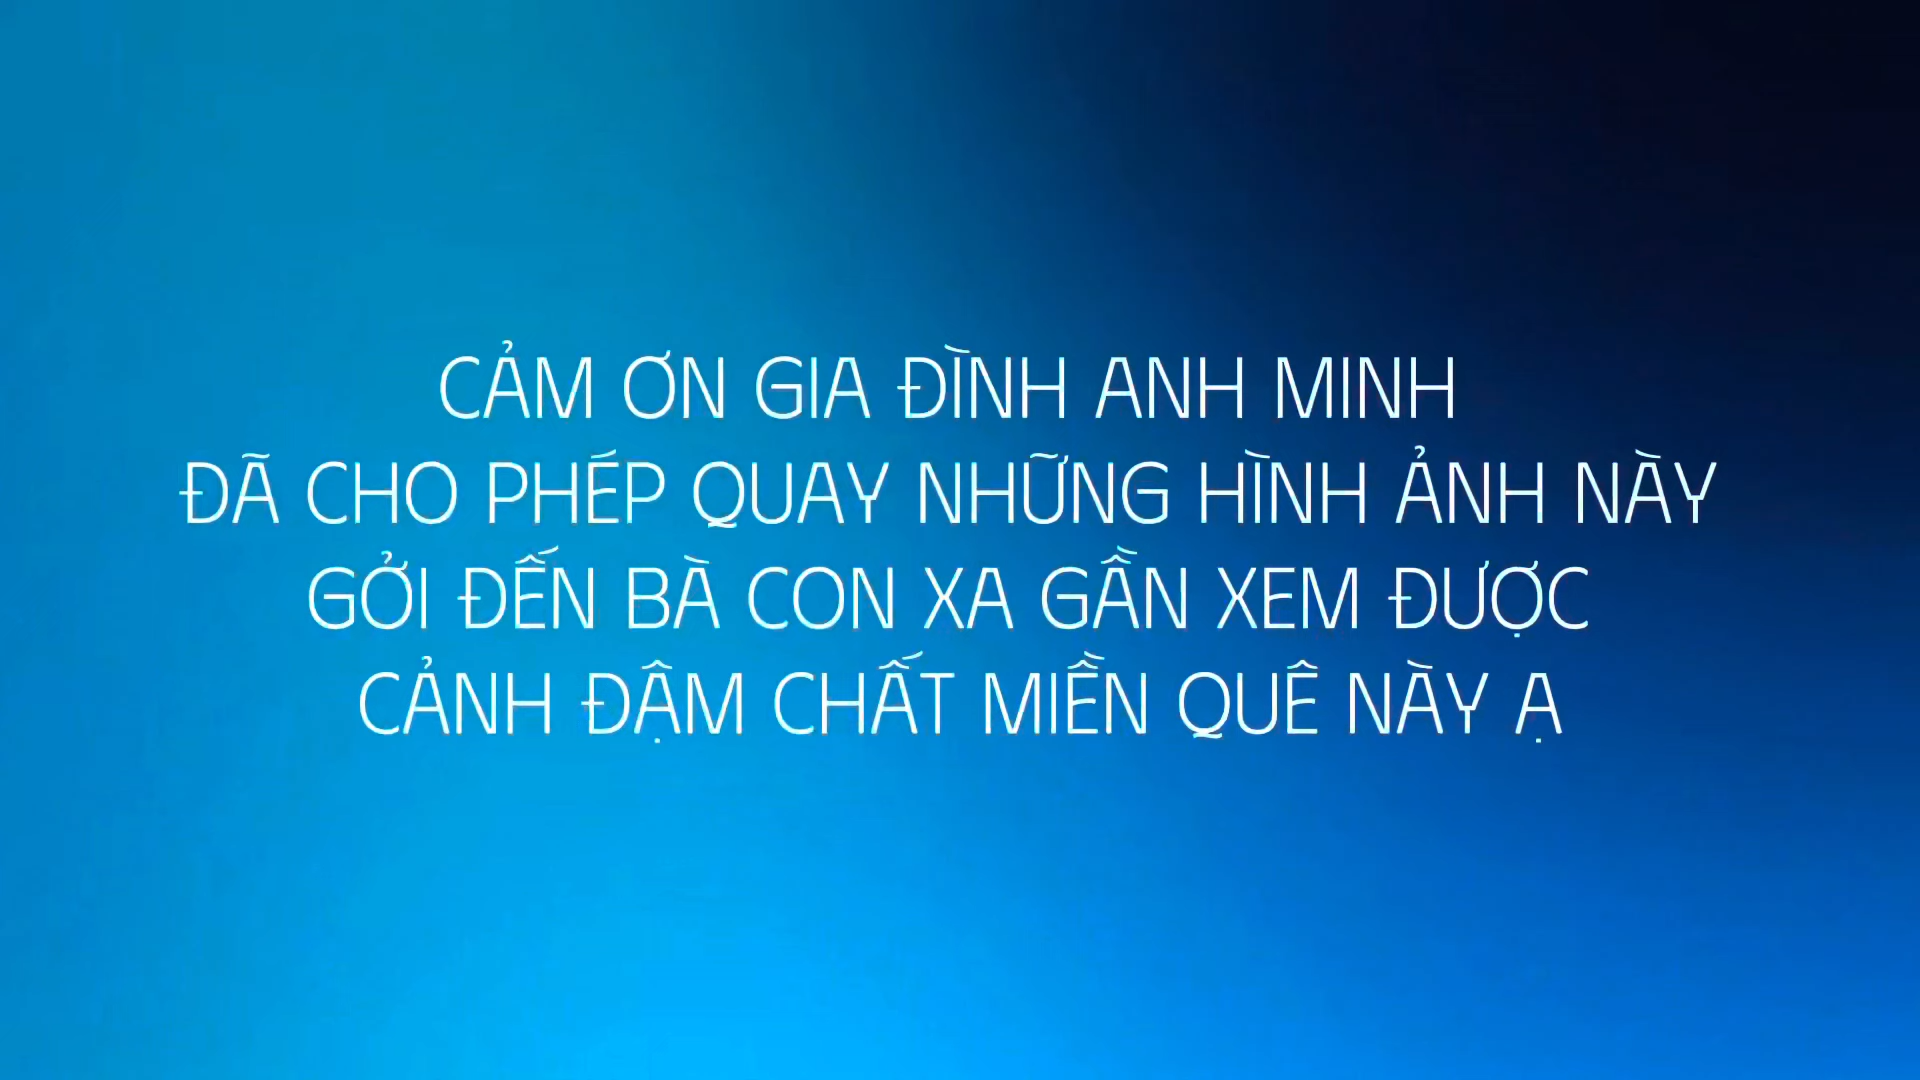 CẢM ƠN GIA ĐÌNH ANH MINH
ĐÃ CHO PHÉP QUAY NHỮNG HÌNH ẢNH NÀY
GỞI ĐẾN BÀ CON XA GẦN XEM ĐƯỢC
CẢNH ĐẬM CHẤT MIỀN QUÊ NÀY Ạ